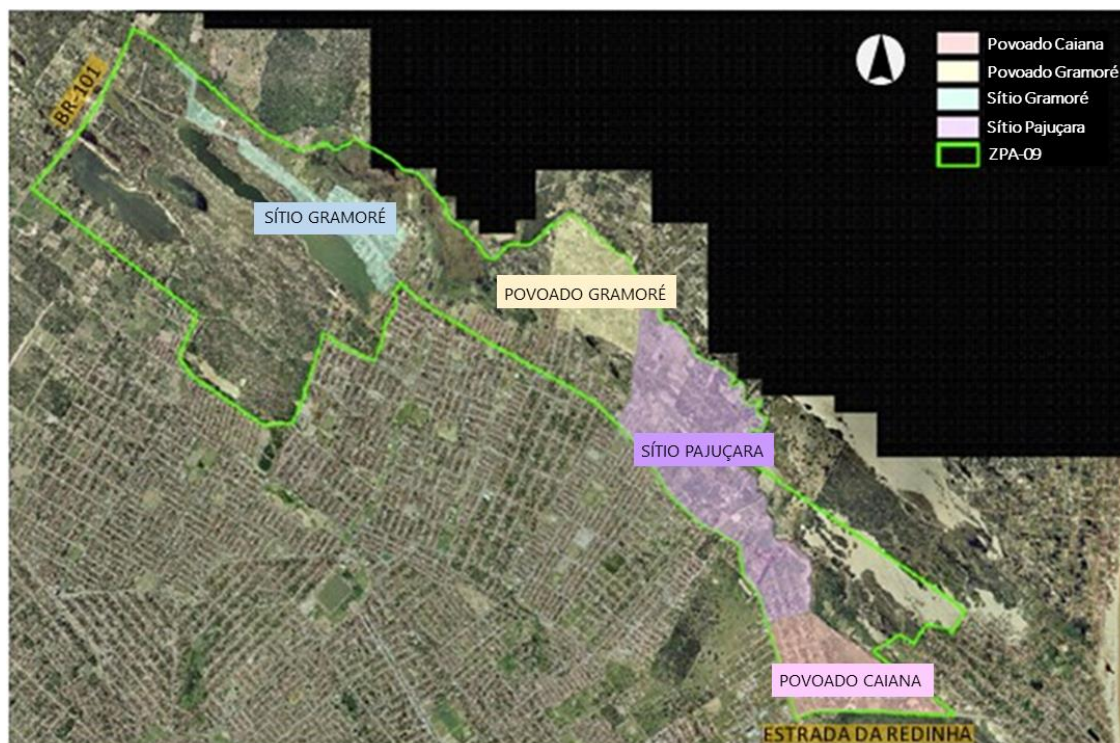 Povoado Caiana
Povoado Gramoré
Sítio Gramoré
Sítio Pajuçara
ZPA-09
BR-101
SÍTIO GRAMORÉ
POVOADO GRAMORÉ
SÍTIO PAJUÇARA
POVOADO CAIANA
ESTRADA DA REDINHA